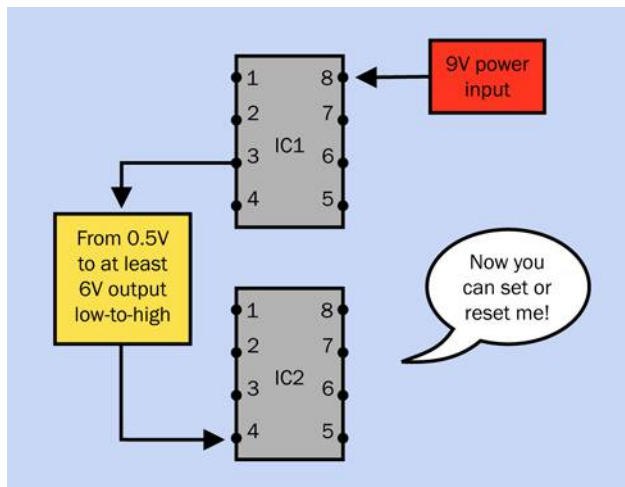 1 8
2 7
IC1
3 6
4 5
9V power
input
From 0.5V
to at least
6V output
low-to-high
Now you
can set or
reset me!
1 8
2 7
IC2
3 6
4 5